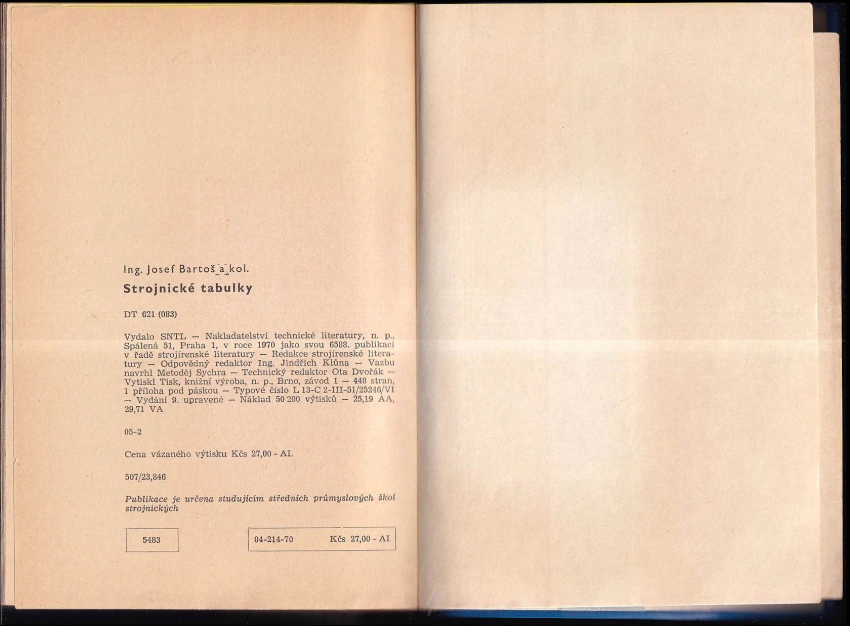 Ing. Josef Bartoš a kol.
Strojnické tabulky
DT 621 (083)
Vydalo SNTL — Nakladatelství technické literatury, n. p.,
Spálená 51, Praha 1, v roce 1970 jako svou 6588. publikaci
v řadě strojírenské literatury — Redakce strojírenské litera-
tury — Odpovědný redaktor Ing. Jindřich Klůna — Vazbu
navrhl Metoděj Sychra — Technický redaktor Ota Dvořák —
Vytiskl Tisk, knižní výroba, n. p., Brno, závod 1 — 448 stran,
1 příloha pod páskou — Typové číslo L 13-C 2-III-51/25246/VI
— Vydání 9. upravené — Náklad 50 200 výtisků — 25,19 AA,
29,71 VA
05-2
Cena vázaného výtisku Kčs 27,00 - AI.
507/23,846
Publikace je určena studujícím středních průmyslových škol
strojnických
5483
04-214-70 Kčs 27,00 - AI